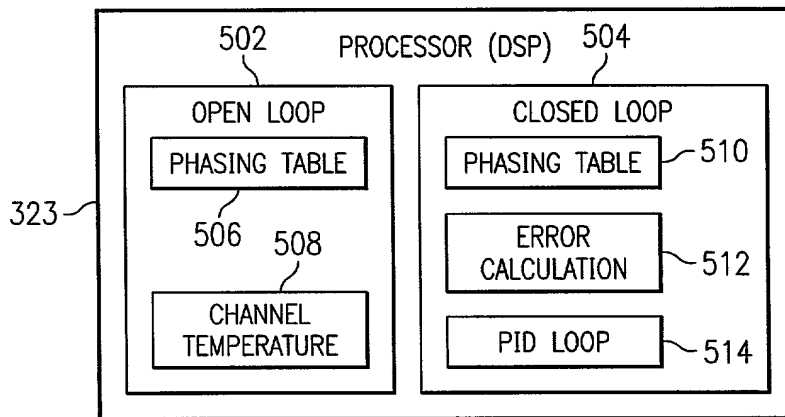 PROCESSOR (DSP)
502
504
OPEN LOOP
PHASING TABLE
506
508
CHANNEL
TEMPERATURE
323
CLOSED LOOP
PHASING TABLE
510
ERROR
CALCULATION
512
PID LOOP
514